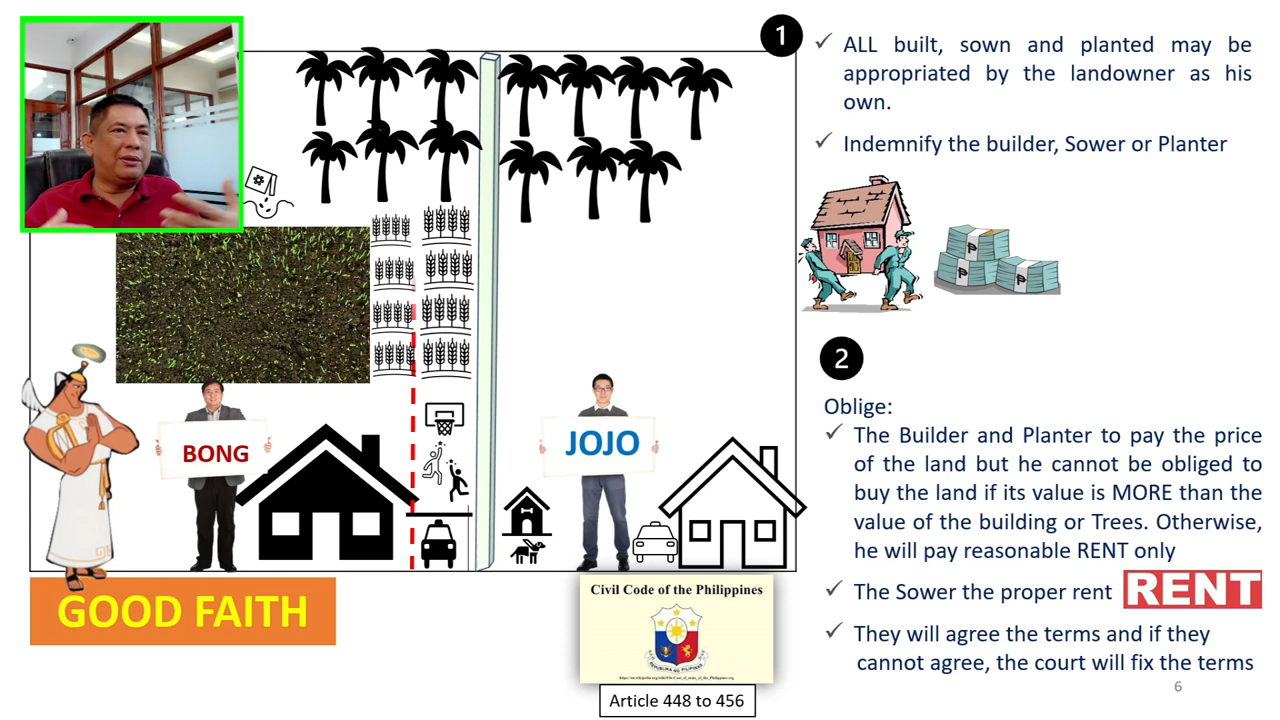 1
ALL built, sown and planted may be
appropriated by the landowner as his
own.
Indemnify the builder, Sower or Planter
₱
₱
₱
BONG
JOJO
2
Oblige:
The Builder and Planter to pay the price
of the land but he cannot be obliged to
buy the land if its value is MORE than the
value of the building or Trees. Otherwise,
he will pay reasonable RENT only
The Sower the proper rent
RENT
They will agree the terms and if they
cannot agree, the court will fix the terms
GOOD FAITH
Civil Code of the Philippines
REPUBLIKA NG PILIPINAS
Article 448 to 456
6